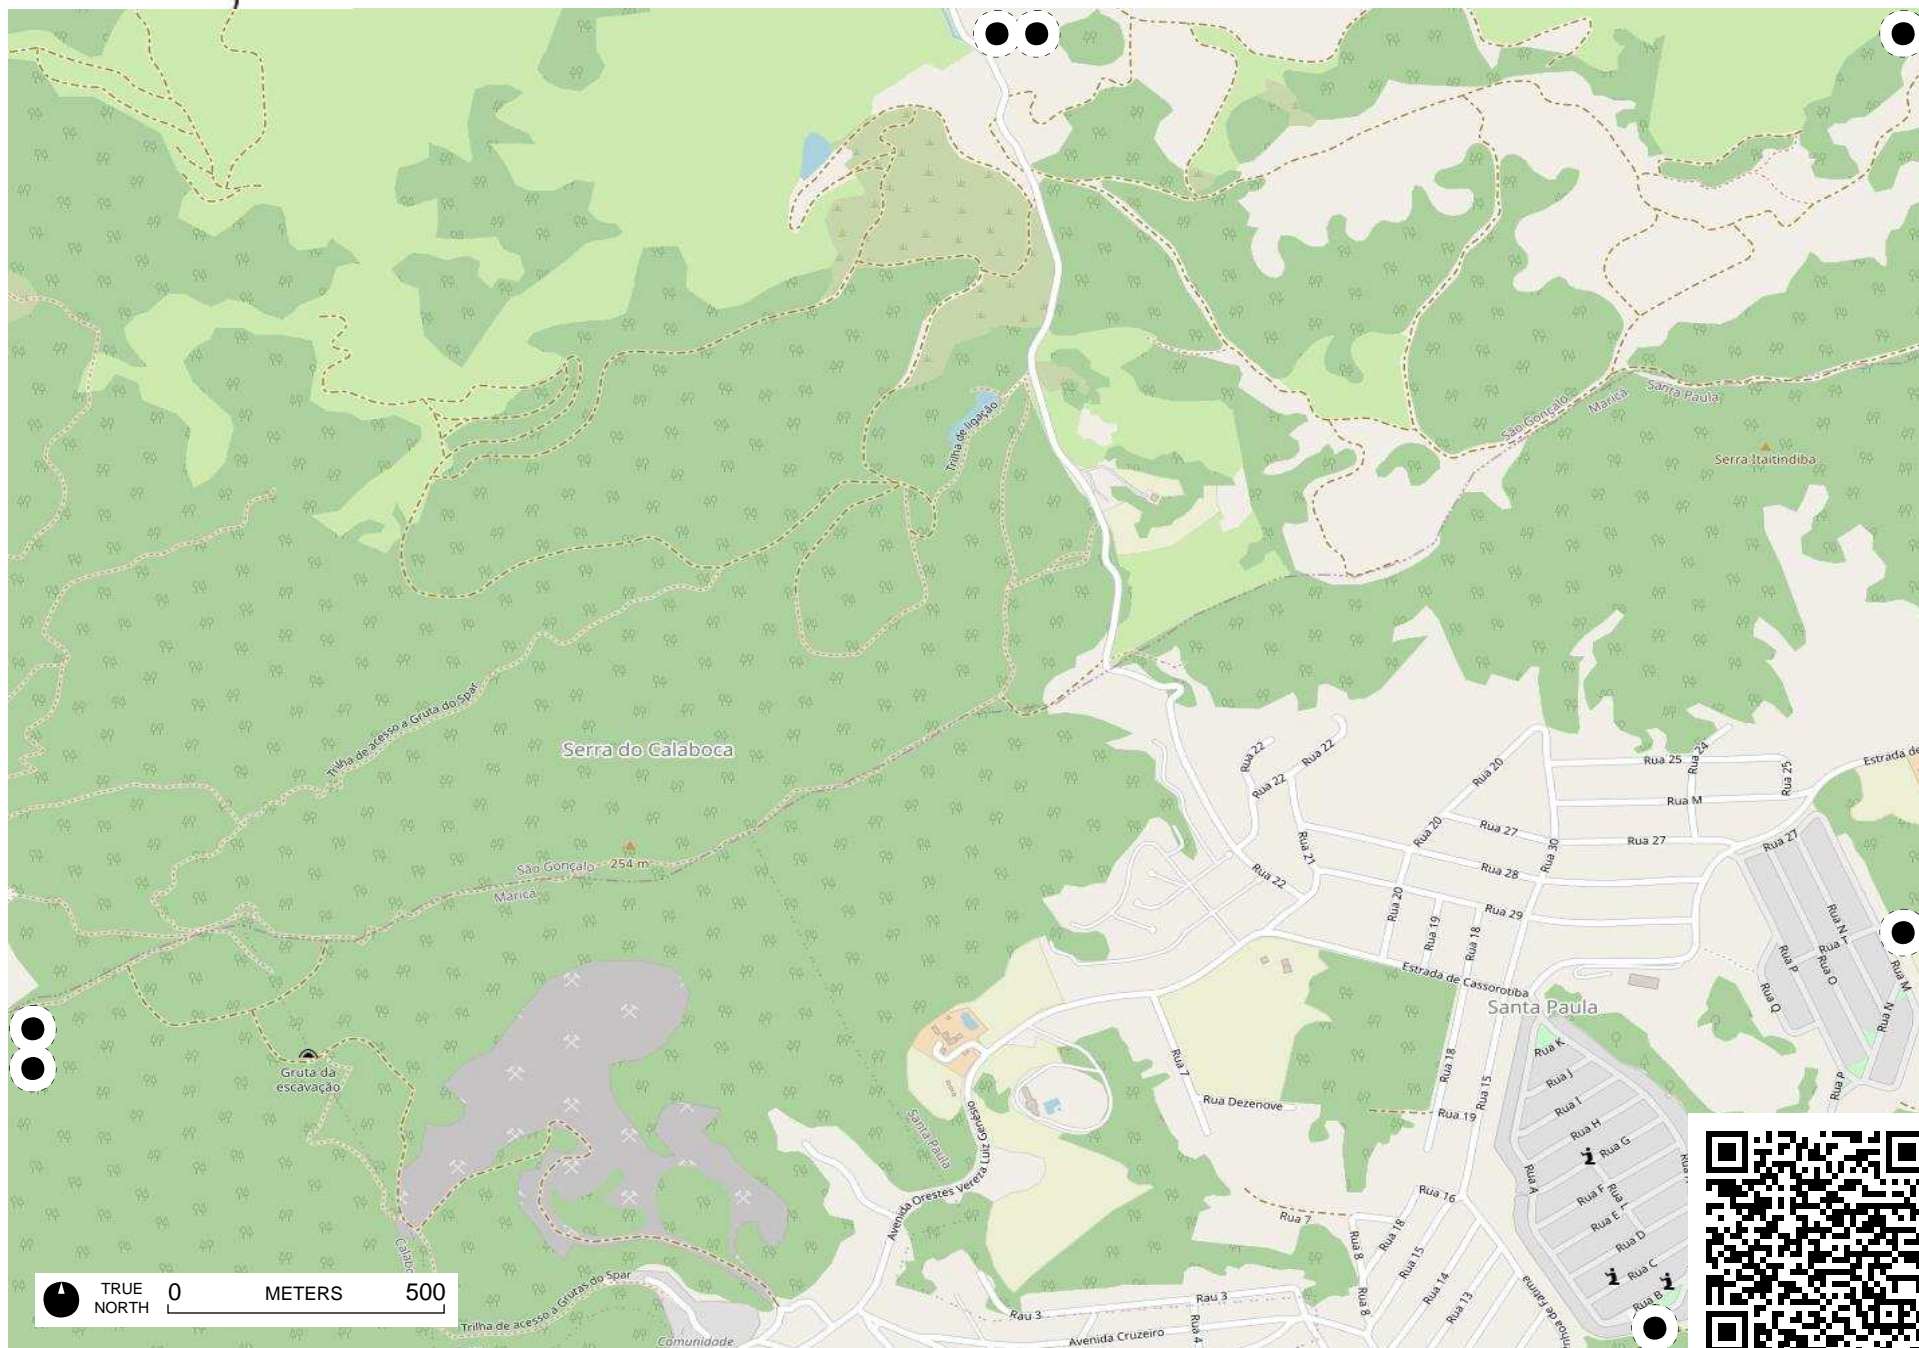 Trilha de ligação
São Gonçalo
Maricá
Santa Paula
Serra Itaitindiba
Trilha de acesso a Gruta do Spar
Serra do Calaboca
254 m
São Gonçalo
Maricá
Rua 22
Rua 22
Rua 22
Rua 20
Rua 25
Rua 24
Rua 25
Estrada de
Rua M
Rua 20
Rua 27
Rua 27
Rua 27
Rua 21
Rua 30
Rua 28
Rua 22
Rua 20
Rua 19
Rua 29
Rua 18
Rua N
Rua T
Rua P
Rua O
Rua M
Rua Q
Rua N
Estrada de Cassorotiba
Santa Paula
Rua K
Rua J
Rua I
Rua H
Rua G
Rua P
Gruta da
escavação
Rua 7
Rua Dezenove
Rua 18
Rua 15
Rua 19
Santa Paula
Avenida Orestes Vereza Luiz Genésio
Rua A
Rua F
Rua L
Rua E
Rua D
Rua C
Rua B
Rua 16
Rua 7
Rua 8
Rua 18
Rua 15
Rua 14
Rua 13
Rua 8
inhoa de Fatima
Calabo
TRUE
NORTH
0 METERS 500
Trilha de acesso a Grutas do Spar
Rau 3
Rua 3
Rua 4
Avenida Cruzeiro
Comunidade